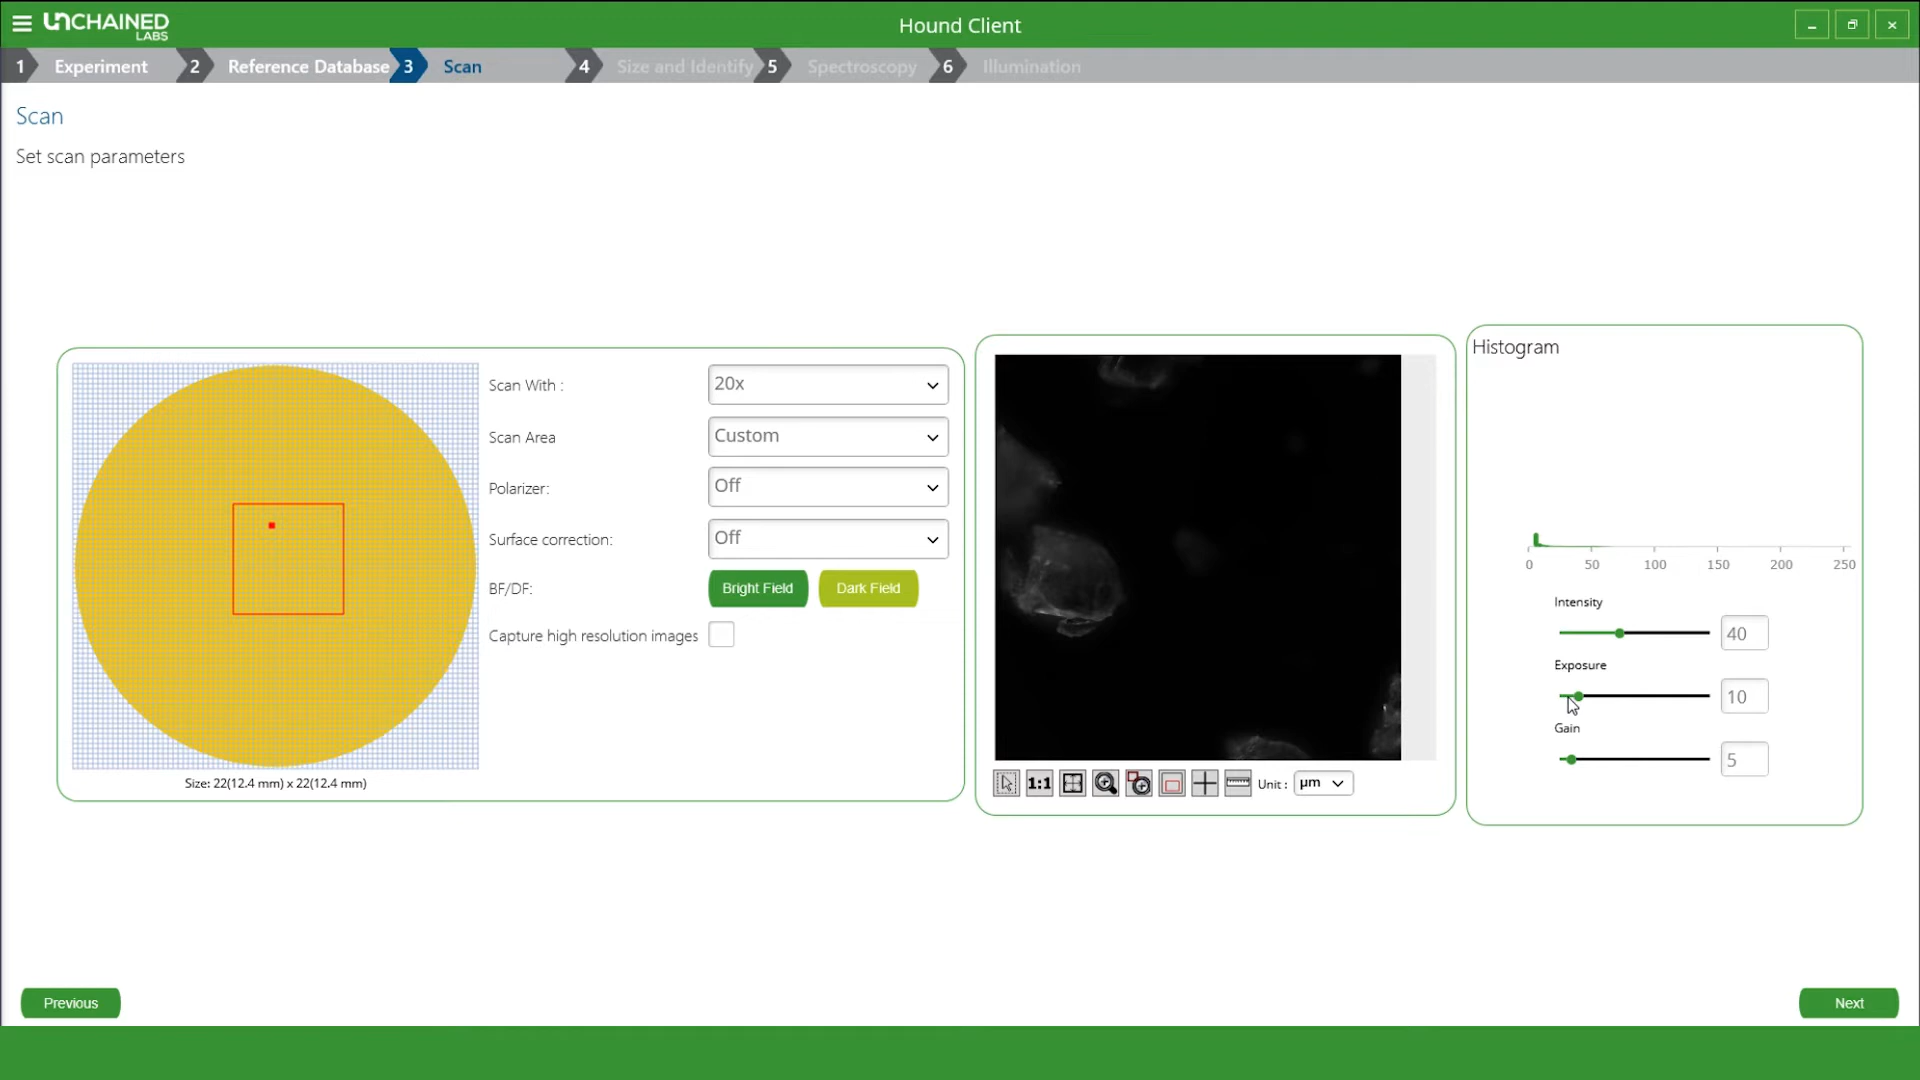 UNCHAINED
LABS
Hound Client
1 Experiment 2 Reference Database 3 Scan 4 Size and Identify 5 Spectroscopy 6 Illumination
Scan
Set scan parameters
Scan With : 20x
Scan Area Custom
Polarizer: Off
Surface correction: Off
BF/DF: Bright Field Dark Field
Capture high resolution images
Size: 22(12.4 mm) x 22(12.4 mm)
1:1 Unit : µm
Histogram
0 50 100 150 200 250
Intensity
40
Exposure
10
Gain
5
Previous
Next